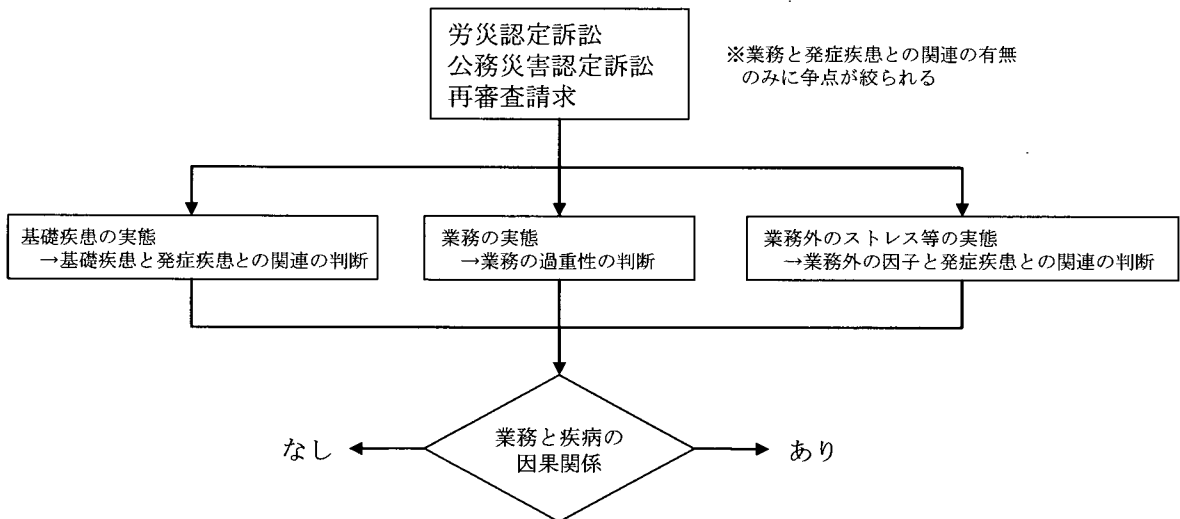 労災認定訴訟
公務災害認定訴訟
再審査請求
※業務と発症疾患との関連の有無
のみに争点が絞られる
基礎疾患の実態
→基礎疾患と発症疾患との関連の判断
業務の実態
→業務の過重性の判断
業務外のストレス等の実態
→業務外の因子と発症疾患との関連の判断
なし
業務と疾病の
因果関係
あり